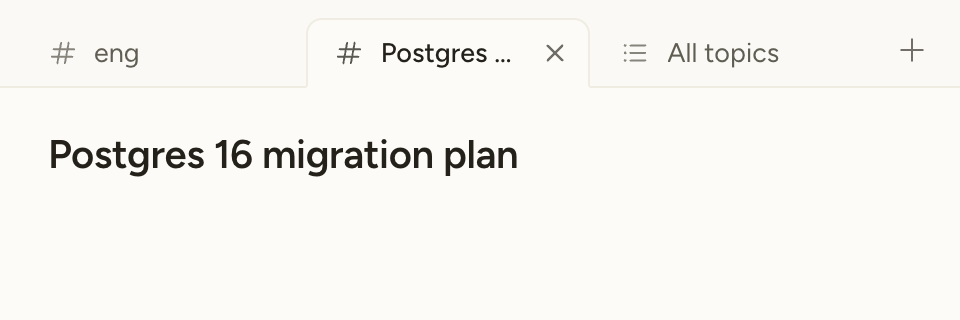 # eng
# Postgres ...
All topics
Postgres 16 migration plan